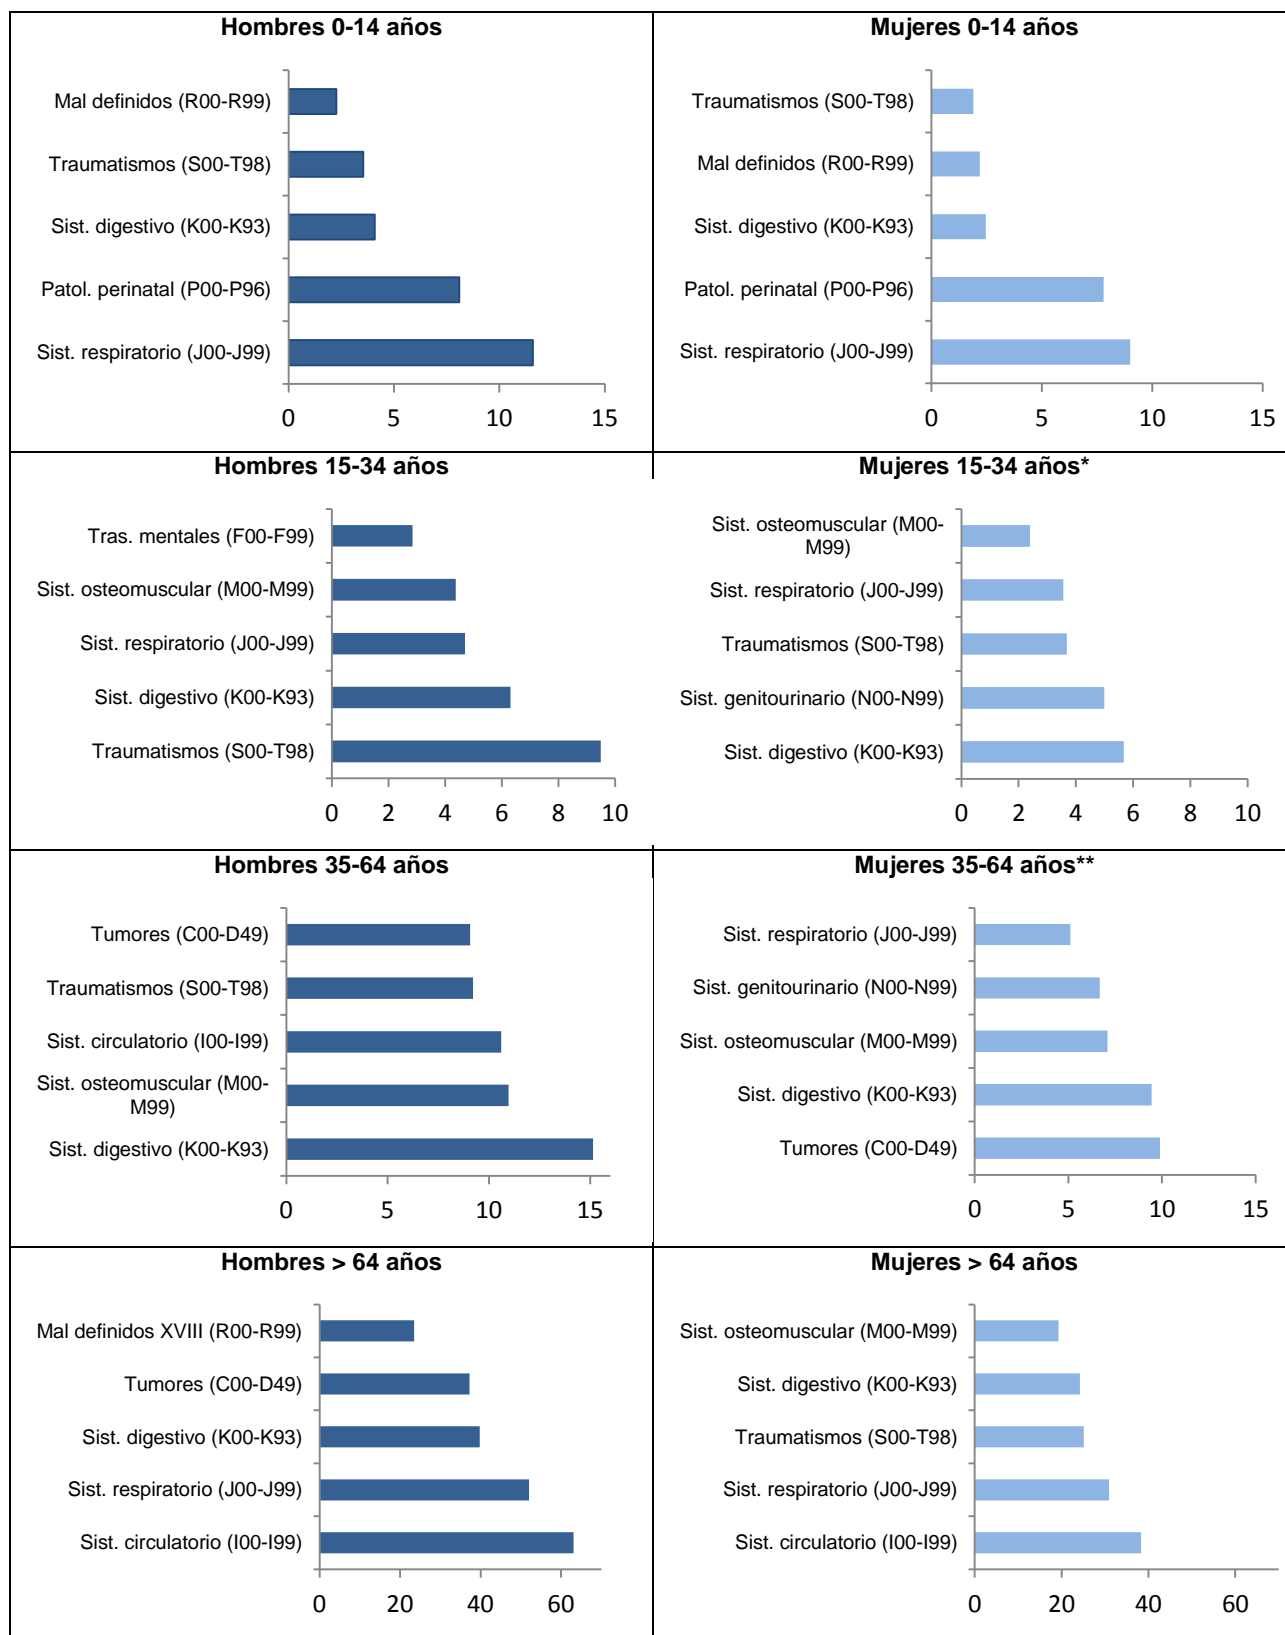 Hombres 0-14 años
Mal definidos (R00-R99)
Traumatismos (S00-T98)
Sist. digestivo (K00-K93)
Patol. perinatal (P00-P96)
Sist. respiratorio (J00-J99)
0 5 10 15
Mujeres 0-14 años
Traumatismos (S00-T98)
Mal definidos (R00-R99)
Sist. digestivo (K00-K93)
Patol. perinatal (P00-P96)
Sist. respiratorio (J00-J99)
0 5 10 15
Hombres 15-34 años
Tras. mentales (F00-F99)
Sist. osteomuscular (M00-M99)
Sist. respiratorio (J00-J99)
Sist. digestivo (K00-K93)
Traumatismos (S00-T98)
0 2 4 6 8 10
Mujeres 15-34 años*
Sist. osteomuscular (M00-
M99)
Sist. respiratorio (J00-J99)
Traumatismos (S00-T98)
Sist. genitourinario (N00-N99)
Sist. digestivo (K00-K93)
0 2 4 6 8 10
Hombres 35-64 años
Tumores (C00-D49)
Traumatismos (S00-T98)
Sist. circulatorio (I00-I99)
Sist. osteomuscular (M00-
M99)
Sist. digestivo (K00-K93)
0 5 10 15
Mujeres 35-64 años**
Sist. respiratorio (J00-J99)
Sist. genitourinario (N00-N99)
Sist. osteomuscular (M00-M99)
Sist. digestivo (K00-K93)
Tumores (C00-D49)
0 5 10 15
Hombres > 64 años
Mal definidos XVIII (R00-R99)
Tumores (C00-D49)
Sist. digestivo (K00-K93)
Sist. respiratorio (J00-J99)
Sist. circulatorio (I00-I99)
0 20 40 60
Mujeres > 64 años
Sist. osteomuscular (M00-M99)
Sist. digestivo (K00-K93)
Traumatismos (S00-T98)
Sist. respiratorio (J00-J99)
Sist. circulatorio (I00-I99)
0 20 40 60